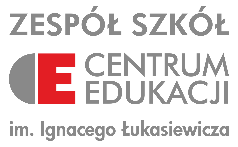 ZESPÓŁ SZKÓŁ
CENTRUM
EDUKACJI
im. Ignacego Łukasiewicza